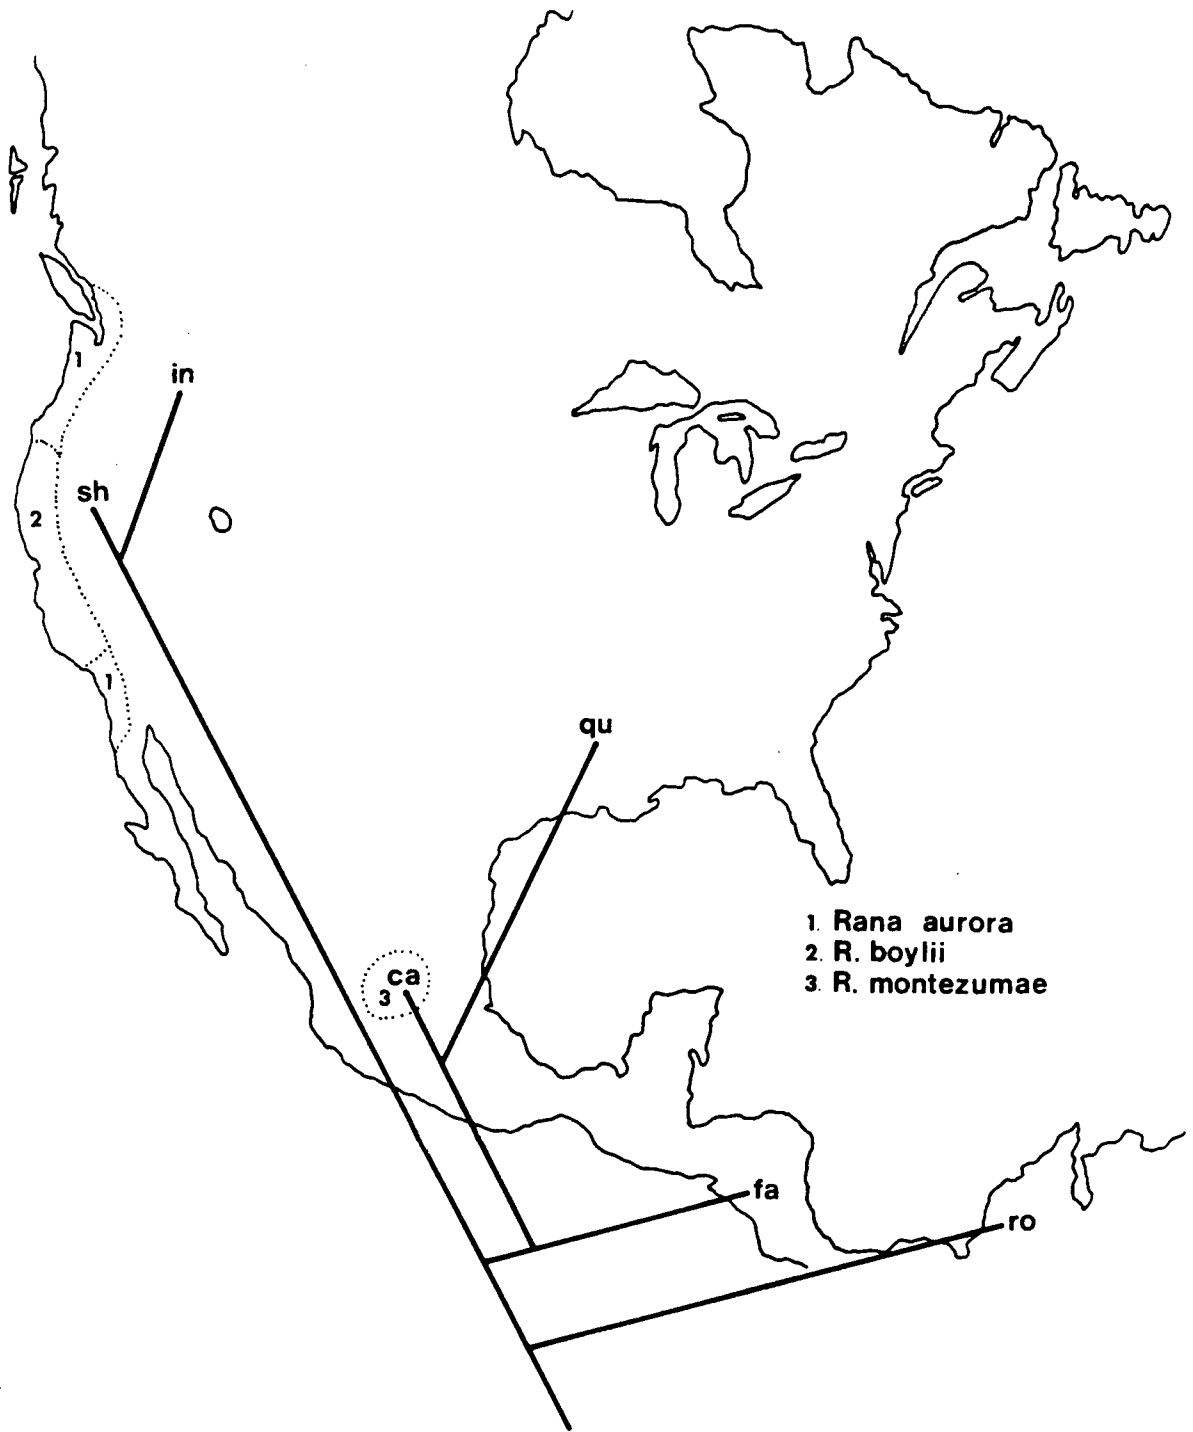 1
in
sh
2
1
qu
ca
3
1. Rana aurora
2. R. boylii
3. R. montezumae
fa
ro